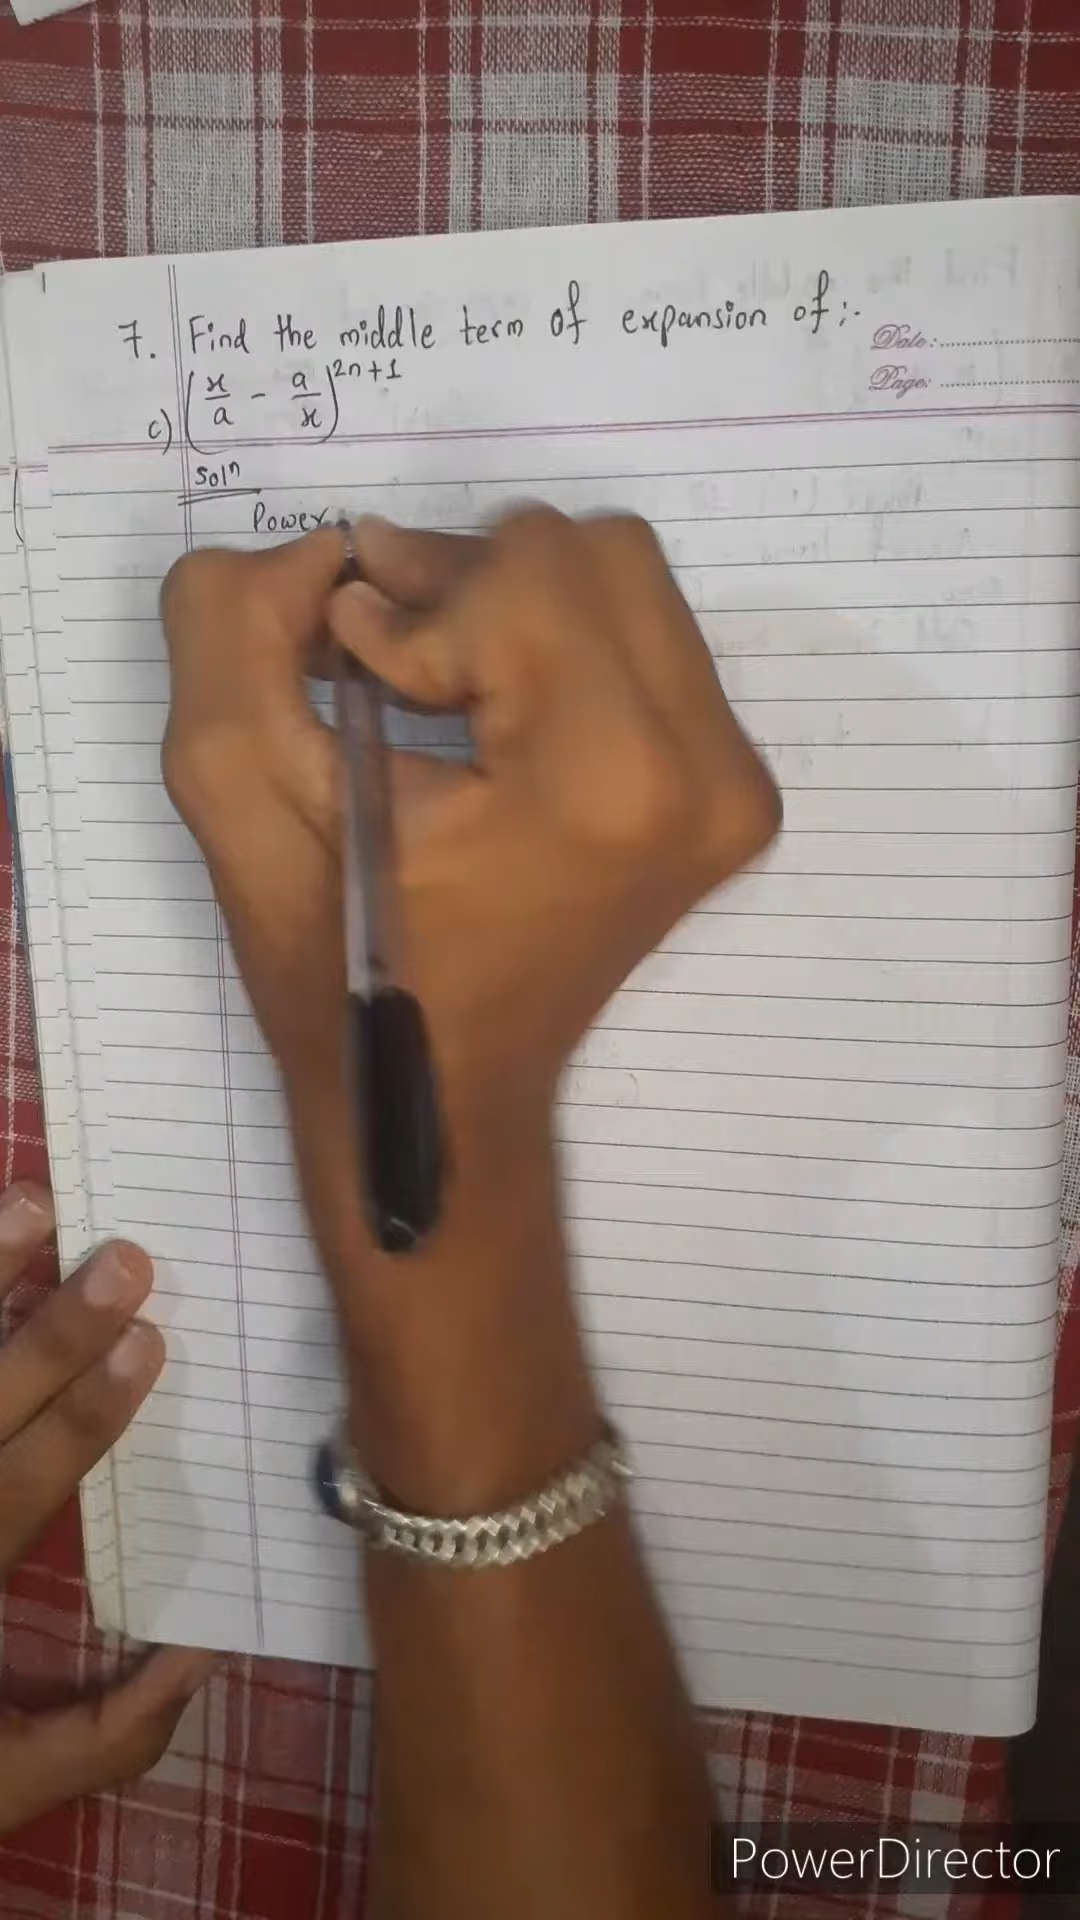 7. Find the middle term of expansion of :-
Date:
Page:
c) (x/a - a/x)^2n+1
Solⁿ
Power
PowerDirector